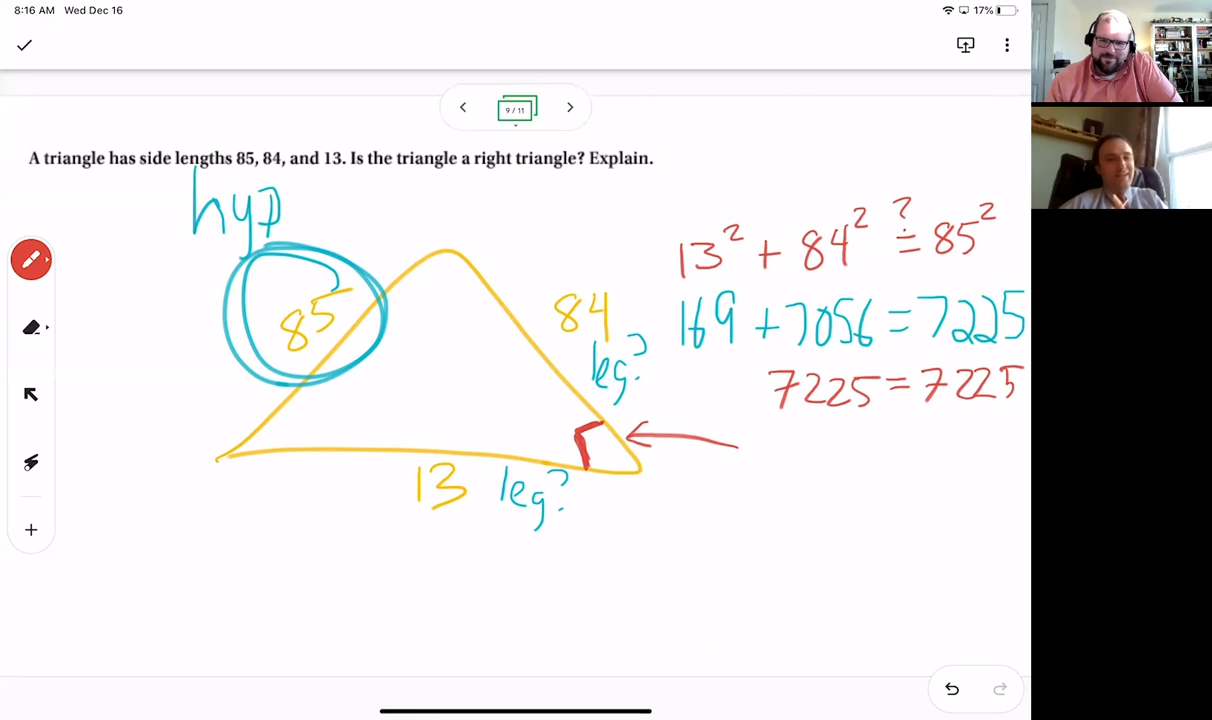 8:16 AM Wed Dec 16
17%
9 / 11
A triangle has side lengths 85, 84, and 13. Is the triangle a right triangle? Explain.
hyp
13² + 84² ≟ 85²
85
84
169 + 7056 = 7225
leg?
7225 = 7225
13 leg?